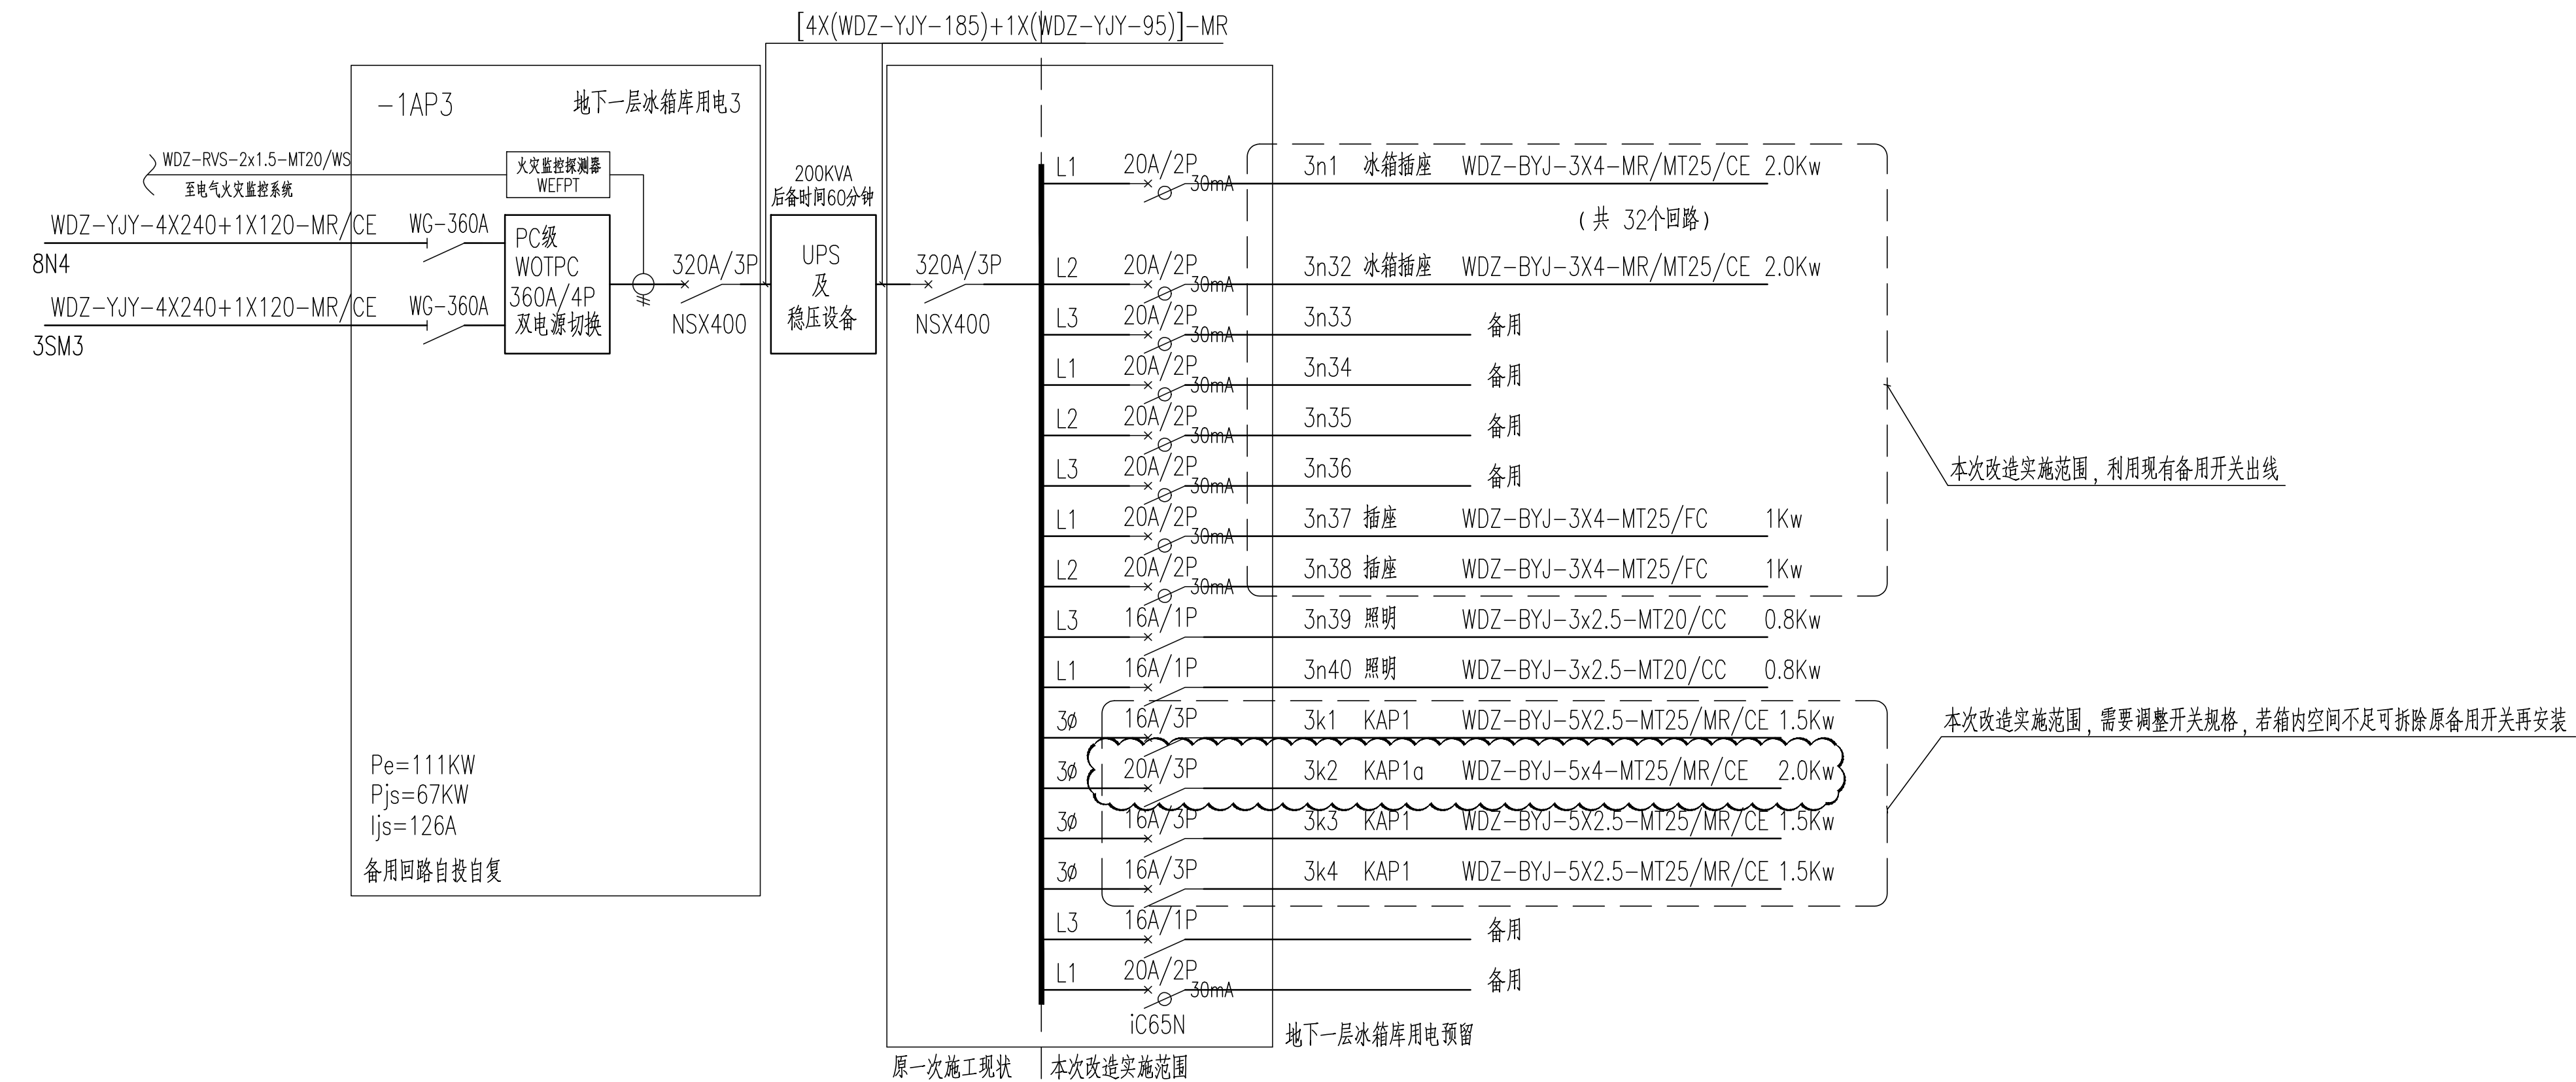 [4X(WDZ-YJY-185)+1X(WDZ-YJY-95)]-MR
-1AP3
地下一层冰箱库用电3
WDZ-RVS-2x1.5-MT20/WS
至电气火灾监控系统
火灾监控探测器
WEFPT
WDZ-YJY-4X240+1X120-MR/CE
WG-360A
8N4
WDZ-YJY-4X240+1X120-MR/CE
WG-360A
3SM3
PC级
WOTPC
360A/4P
双电源切换
320A/3P
NSX400
200KVA
后备时间60分钟
UPS
及
稳压设备
320A/3P
NSX400
L1 20A/2P 30mA 3n1 冰箱插座 WDZ-BYJ-3X4-MR/MT25/CE 2.0Kw
(共 32个回路)
L2 20A/2P 30mA 3n32 冰箱插座 WDZ-BYJ-3X4-MR/MT25/CE 2.0Kw
L3 20A/2P 30mA 3n33 备用
L1 20A/2P 30mA 3n34 备用
L2 20A/2P 30mA 3n35 备用
L3 20A/2P 30mA 3n36 备用
L1 20A/2P 30mA 3n37 插座 WDZ-BYJ-3X4-MT25/FC 1Kw
L2 20A/2P 30mA 3n38 插座 WDZ-BYJ-3X4-MT25/FC 1Kw
L3 16A/1P 3n39 照明 WDZ-BYJ-3x2.5-MT20/CC 0.8Kw
L1 16A/1P 3n40 照明 WDZ-BYJ-3x2.5-MT20/CC 0.8Kw
3ø 16A/3P 3k1 KAP1 WDZ-BYJ-5X2.5-MT25/MR/CE 1.5Kw
3ø 20A/3P 3k2 KAP1a WDZ-BYJ-5x4-MT25/MR/CE 2.0Kw
3ø 16A/3P 3k3 KAP1 WDZ-BYJ-5X2.5-MT25/MR/CE 1.5Kw
3ø 16A/3P 3k4 KAP1 WDZ-BYJ-5X2.5-MT25/MR/CE 1.5Kw
L3 16A/1P 备用
L1 20A/2P 30mA 备用
iC65N
本次改造实施范围，利用现有备用开关出线
本次改造实施范围，需要调整开关规格，若箱内空间不足可拆除原备用开关再安装
Pe=111KW
Pjs=67KW
Ijs=126A
备用回路自投自复
地下一层冰箱库用电预留
原一次施工现状
本次改造实施范围